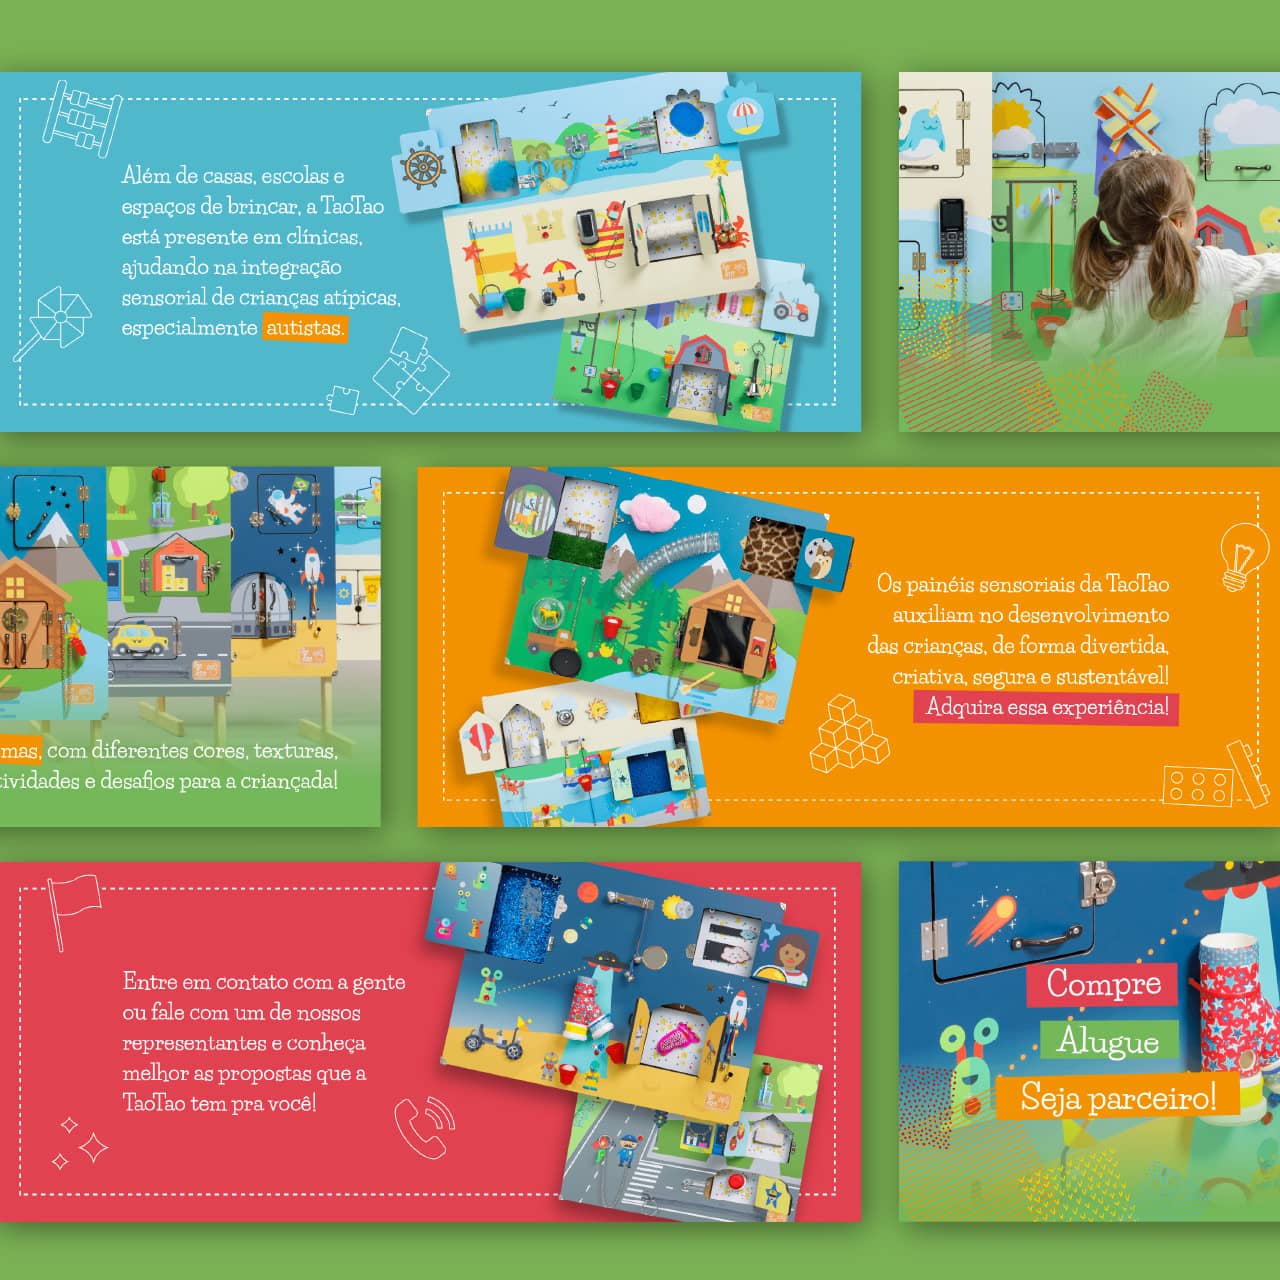 Além de casas, escolas e
espaços de brincar, a TaoTao
está presente em clínicas,
ajudando na integração
sensorial de crianças atípicas,
especialmente autistas.
mas, com diferentes cores, texturas,
tividades e desafios para a criançada!
Os painéis sensoriais da TaoTao
auxiliam no desenvolvimento
das crianças, de forma divertida,
criativa, segura e sustentável!
Adquira essa experiência!
Entre em contato com a gente
ou fale com um de nossos
representantes e conheça
melhor as propostas que a
TaoTao tem pra você!
Compre
Alugue
Seja parceiro!